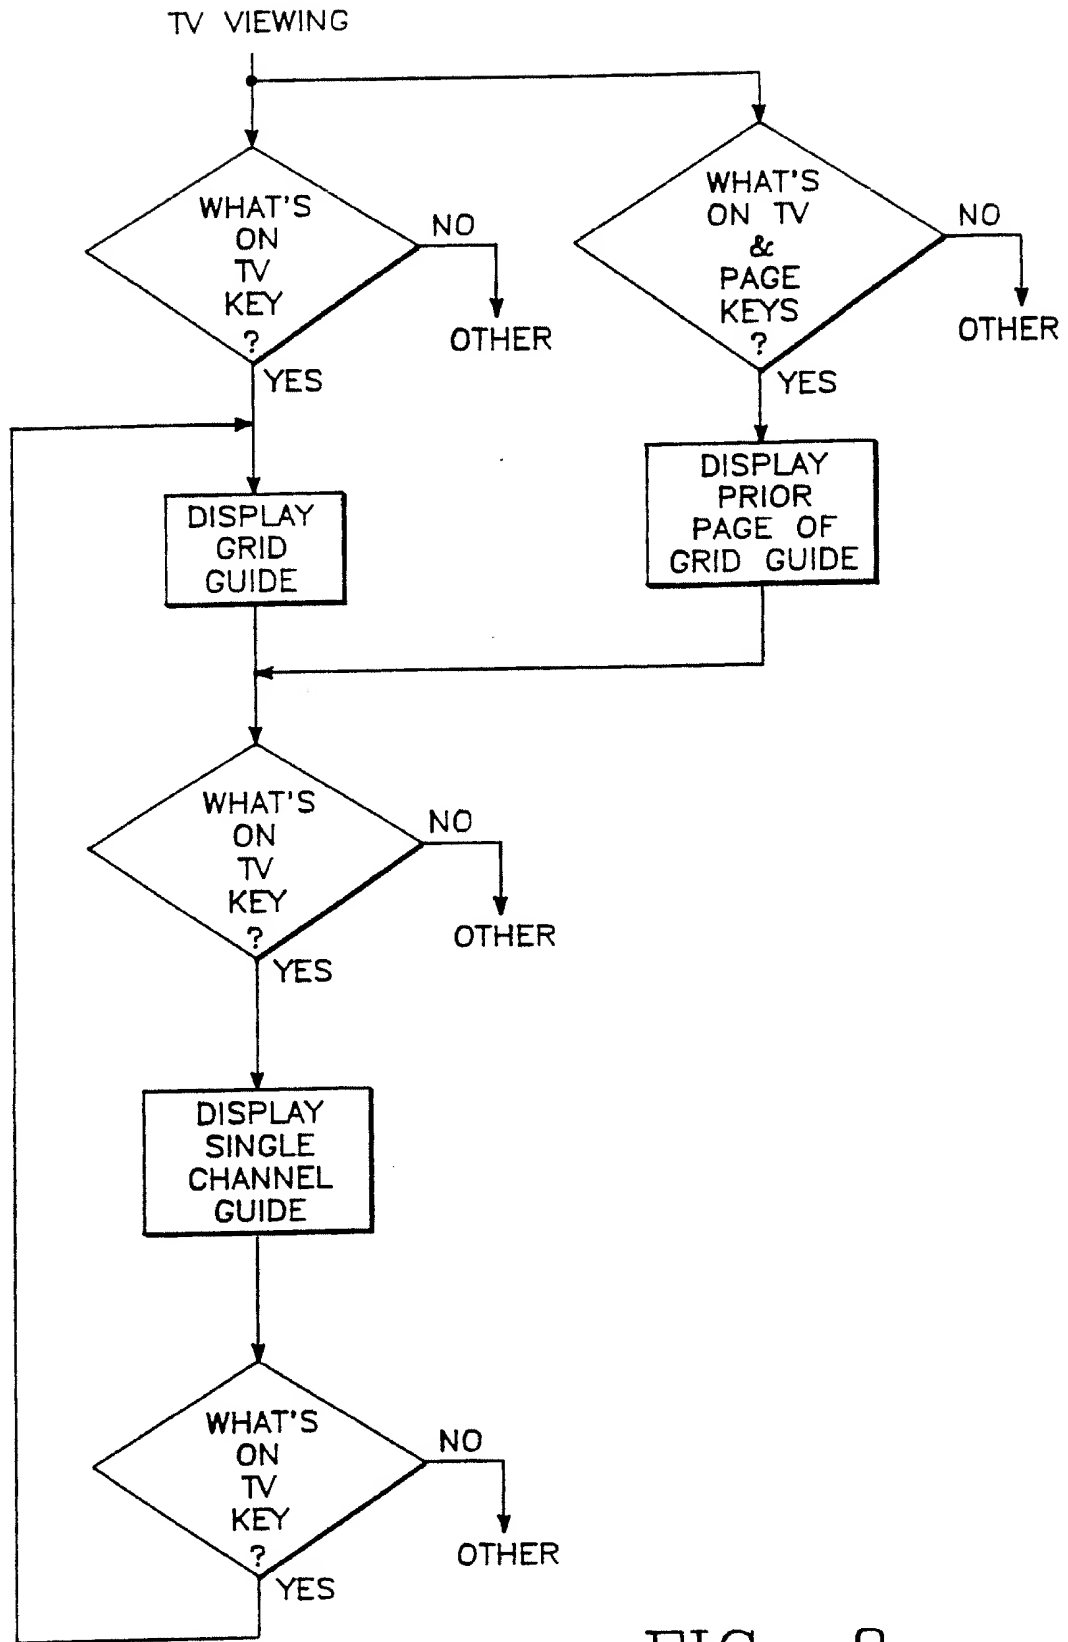 TV VIEWING
WHAT'S
ON
TV
KEY
?
NO
OTHER
YES
WHAT'S
ON TV
&
PAGE
KEYS
?
NO
OTHER
YES
DISPLAY
GRID
GUIDE
DISPLAY
PRIOR
PAGE OF
GRID GUIDE
WHAT'S
ON
TV
KEY
?
NO
OTHER
YES
DISPLAY
SINGLE
CHANNEL
GUIDE
WHAT'S
ON
TV
KEY
?
NO
OTHER
YES
FIG.